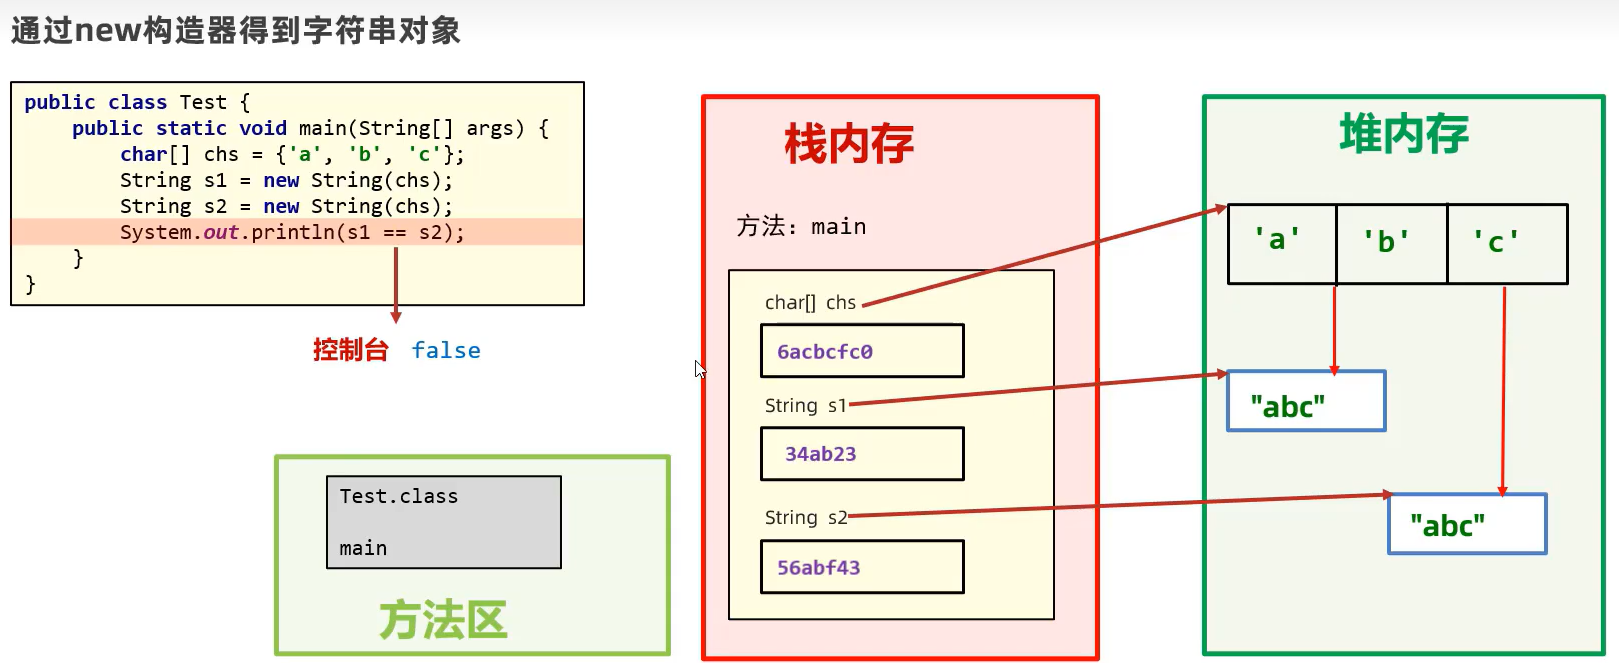 通过new构造器得到字符串对象
public class Test {
public static void main(String[] args) {
char[] chs = {'a', 'b', 'c'};
String s1 = new String(chs);
String s2 = new String(chs);
System.out.println(s1 == s2);
}
}
控制台 false
Test.class
main
方法区
栈内存
方法：main
char[] chs
6acbcfc0
String s1
34ab23
String s2
56abf43
堆内存
'a' 'b' 'c'
"abc"
"abc"